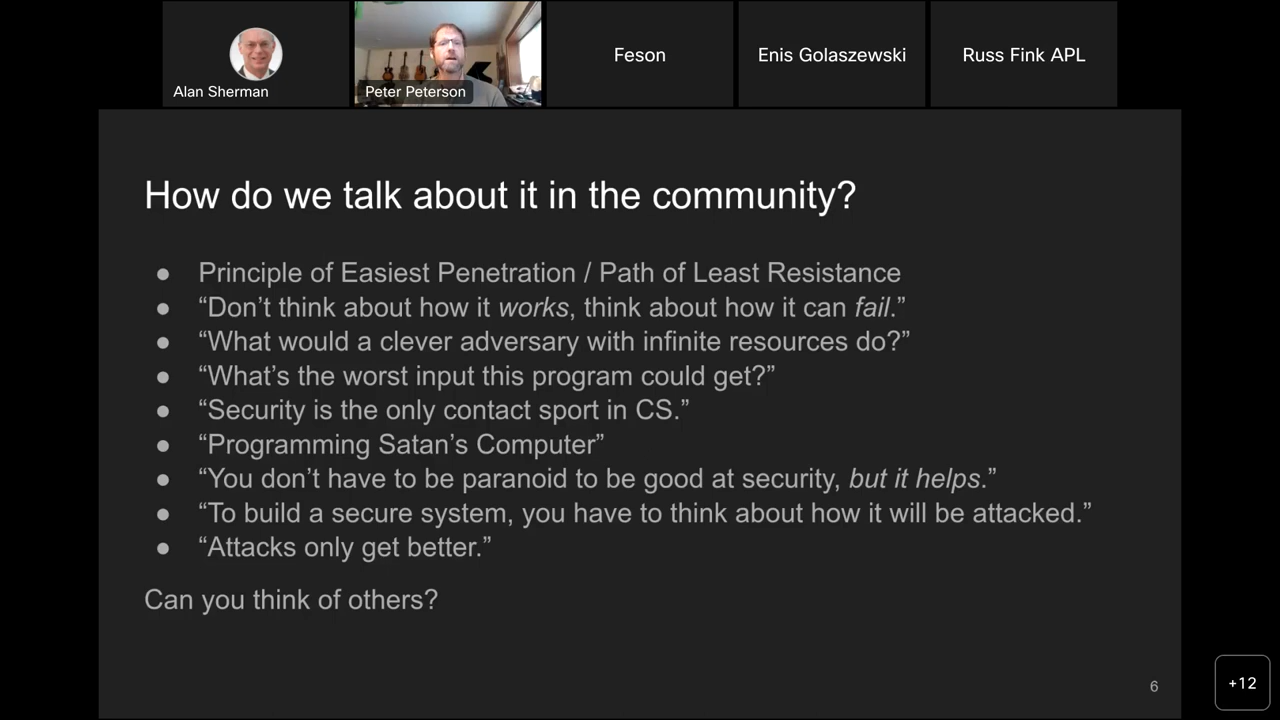 Alan Sherman
Peter Peterson
Feson
Enis Golaszewski
Russ Fink APL
How do we talk about it in the community?
● Principle of Easiest Penetration / Path of Least Resistance
● “Don’t think about how it works, think about how it can fail.”
● “What would a clever adversary with infinite resources do?”
● “What’s the worst input this program could get?”
● “Security is the only contact sport in CS.”
● “Programming Satan’s Computer”
● “You don’t have to be paranoid to be good at security, but it helps.”
● “To build a secure system, you have to think about how it will be attacked.”
● “Attacks only get better.”
Can you think of others?
6
+12